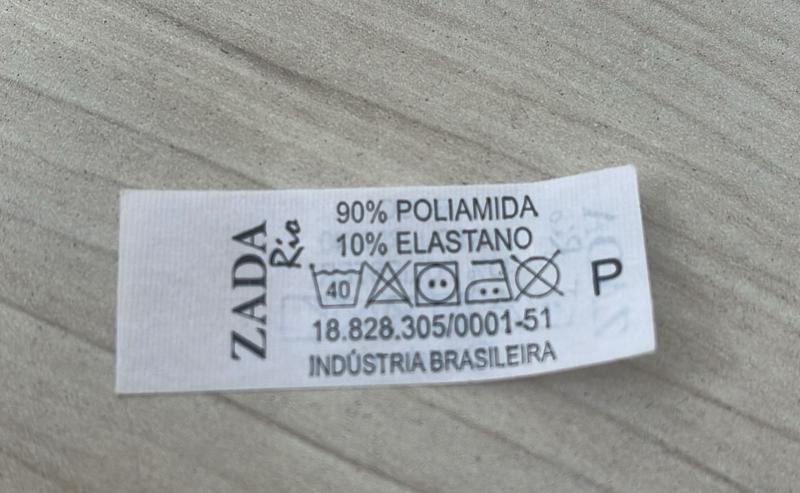 ZADA
Rio
90% POLIAMIDA
10% ELASTANO
40
P
18.828.305/0001-51
INDÚSTRIA BRASILEIRA